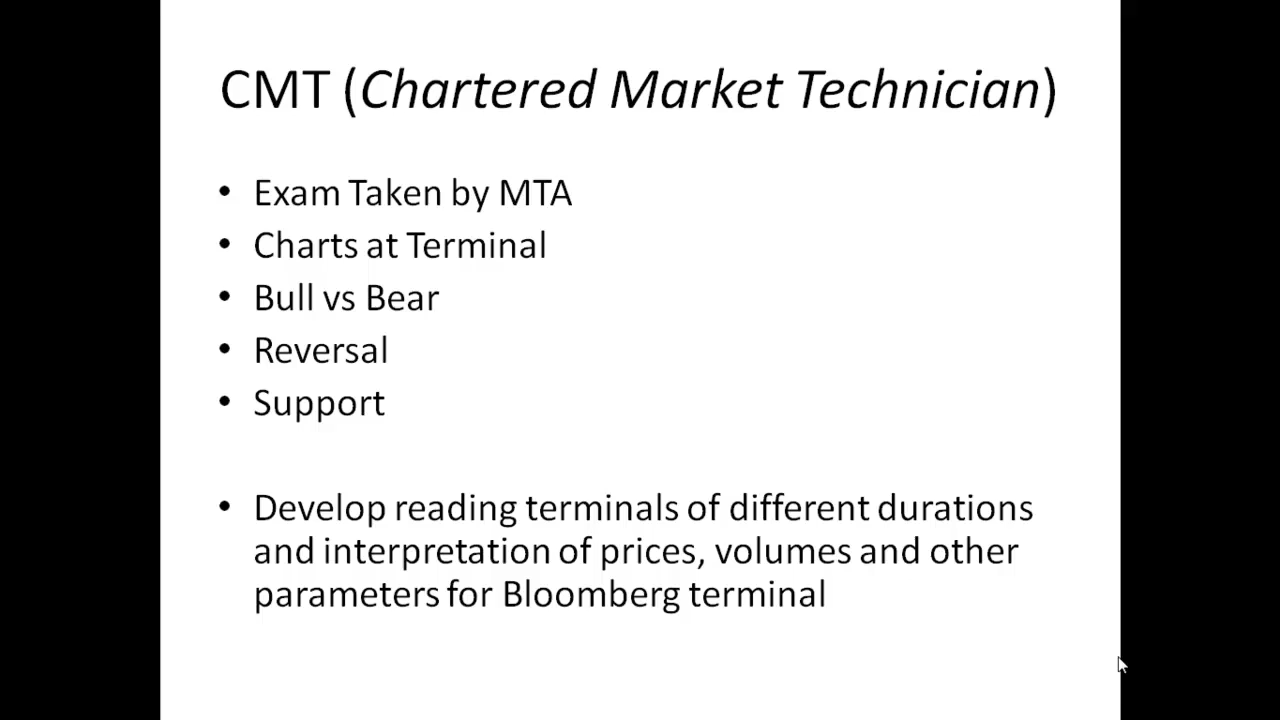 CMT (Chartered Market Technician)
• Exam Taken by MTA
• Charts at Terminal
• Bull vs Bear
• Reversal
• Support
• Develop reading terminals of different durations
and interpretation of prices, volumes and other
parameters for Bloomberg terminal